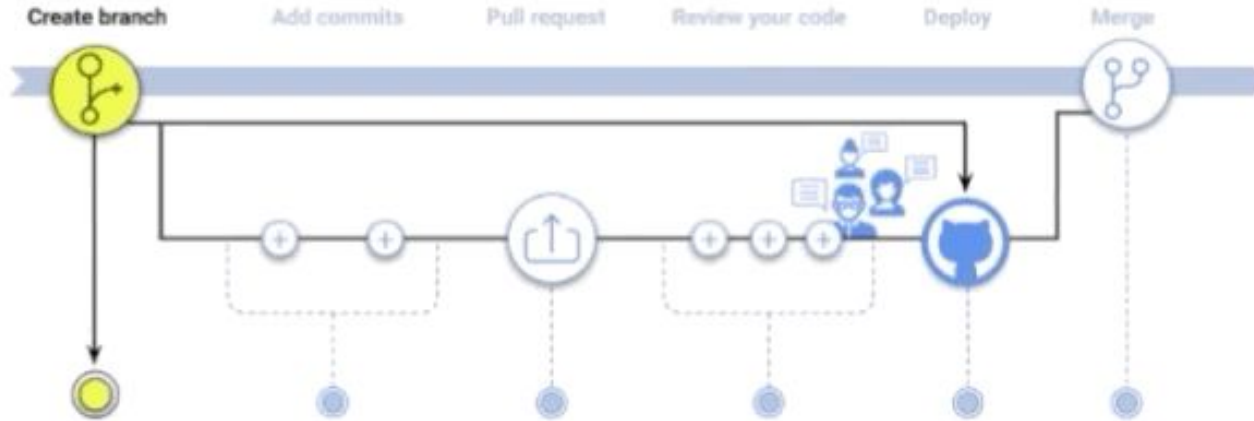 Create branch
Add commits
Pull request
Review your code
Deploy
Merge